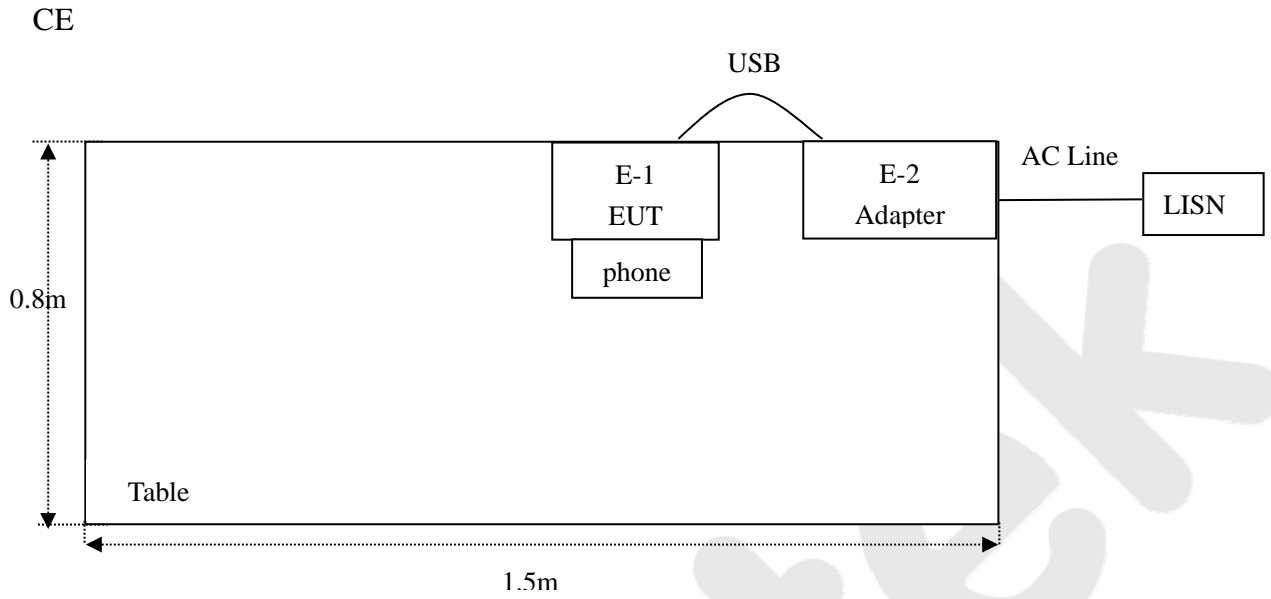 CE
USB
AC Line
E-1
EUT
E-2
Adapter
LISN
phone
0.8m
Table
1.5m